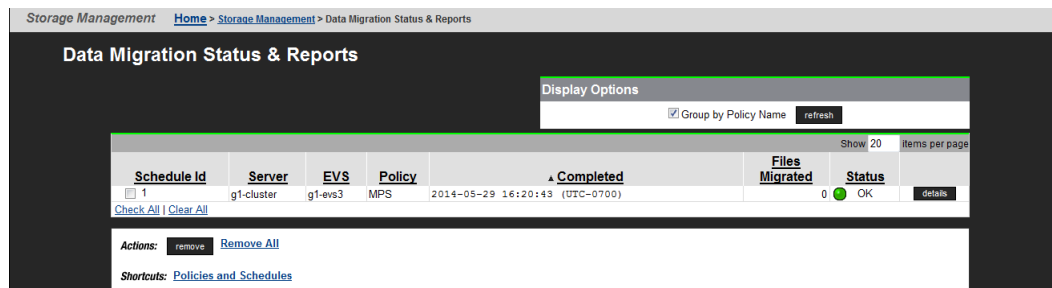 Storage Management Home > Storage Management > Data Migration Status & Reports
Data Migration Status & Reports
Display Options
Group by Policy Name refresh
Show 20 items per page
Schedule Id Server EVS Policy Completed Files Migrated Status
1 g1-cluster g1-evs3 MPS 2014-05-29 16:20:43 (UTC-0700) 0 OK details
Check All | Clear All
Actions: remove Remove All
Shortcuts: Policies and Schedules